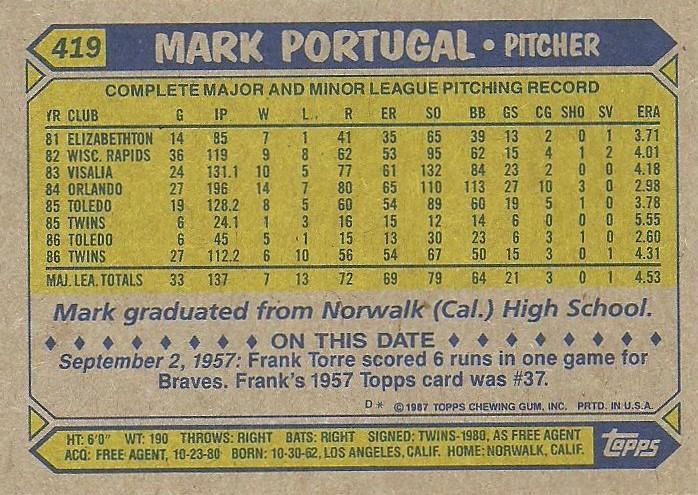 419 MARK PORTUGAL • PITCHER
COMPLETE MAJOR AND MINOR LEAGUE PITCHING RECORD
YR CLUB G IP W L R ER SO BB GS CG SHO SV ERA
81 ELIZABETHTON 14 85 7 1 41 35 65 39 13 2 0 1 3.71
82 WISC. RAPIDS 36 119 9 8 62 53 95 62 15 4 1 2 4.01
83 VISALIA 24 131.1 10 5 77 61 132 84 23 2 0 0 4.18
84 ORLANDO 27 196 14 7 80 65 110 113 27 10 3 0 2.98
85 TOLEDO 19 128.2 8 5 60 54 89 60 19 5 1 0 3.78
85 TWINS 6 24.1 1 3 16 15 12 14 6 0 0 0 5.55
86 TOLEDO 6 45 5 1 15 13 30 23 6 3 1 0 2.60
86 TWINS 27 112.2 6 10 56 54 67 50 15 3 0 1 4.31
MAJ. LEA. TOTALS 33 137 7 13 72 69 79 64 21 3 0 1 4.53
Mark graduated from Norwalk (Cal.) High School.
♦ ♦ ♦ ♦ ♦ ♦ ♦ ♦ ON THIS DATE ♦ ♦ ♦ ♦ ♦ ♦ ♦ ♦
September 2, 1957: Frank Torre scored 6 runs in one game for
Braves. Frank's 1957 Topps card was #37.
D* ©1987 TOPPS CHEWING GUM, INC. PRTD. IN U.S.A.
HT: 6'0" WT: 190 THROWS: RIGHT BATS: RIGHT SIGNED: TWINS-1980, AS FREE AGENT
ACQ: FREE AGENT, 10-23-80 BORN: 10-30-62, LOS ANGELES, CALIF. HOME: NORWALK, CALIF.
topps